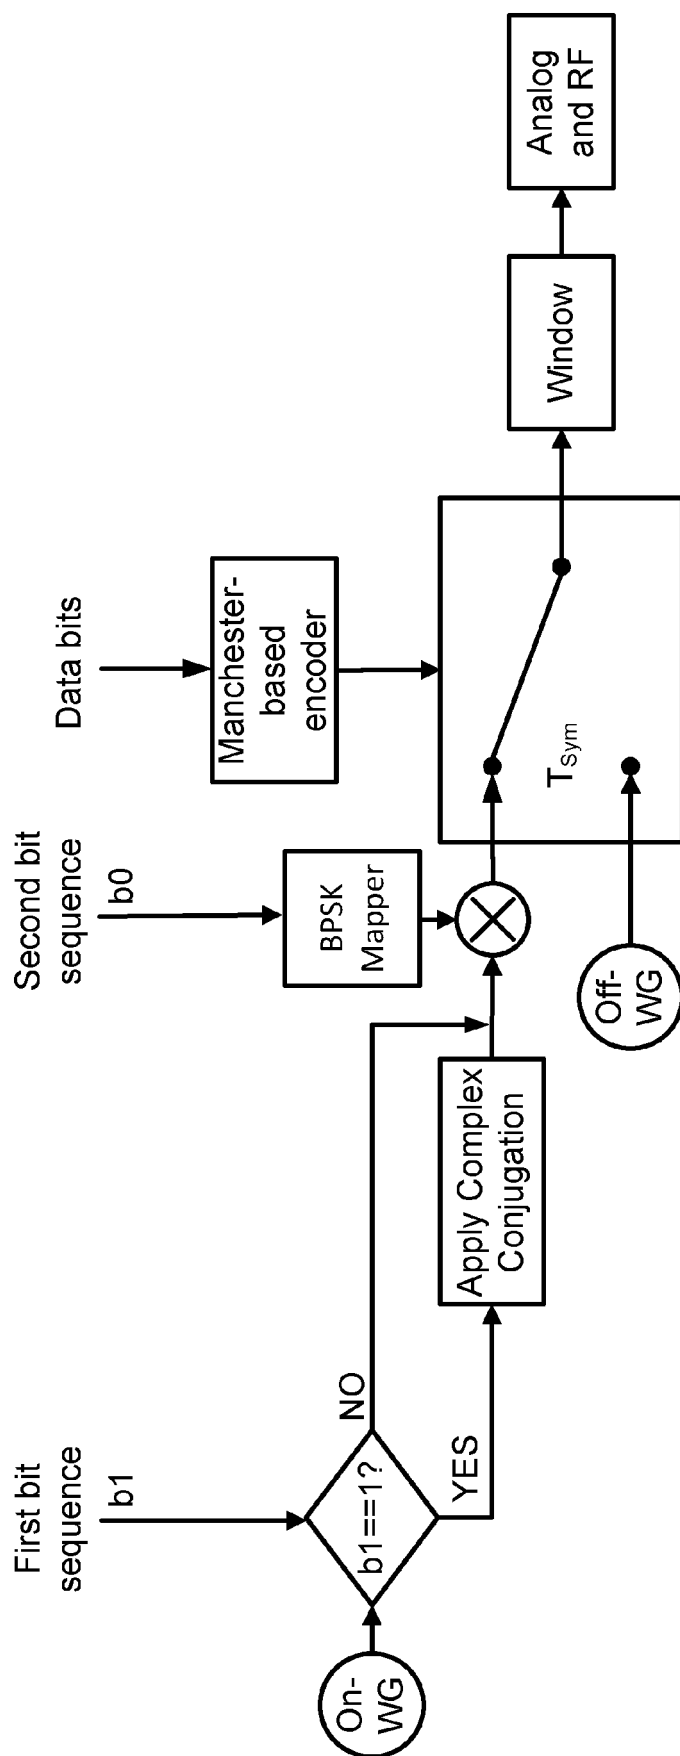 First bit
sequence
b1
Second bit
sequence
b0
Data bits
On-
WG
b1==1?
NO
YES
Apply Complex
Conjugation
BPSK
Mapper
Manchester-
based
encoder
Off-
WG
TSym
Window
Analog
and RF